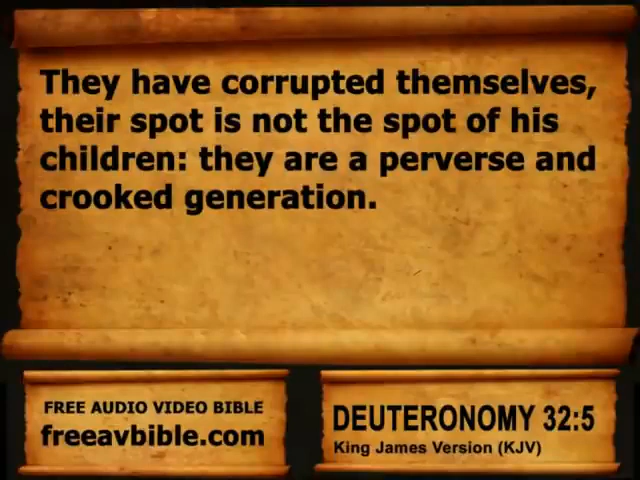 They have corrupted themselves,
their spot is not the spot of his
children: they are a perverse and
crooked generation.
FREE AUDIO VIDEO BIBLE
freeavbible.com
DEUTERONOMY 32:5
King James Version (KJV)